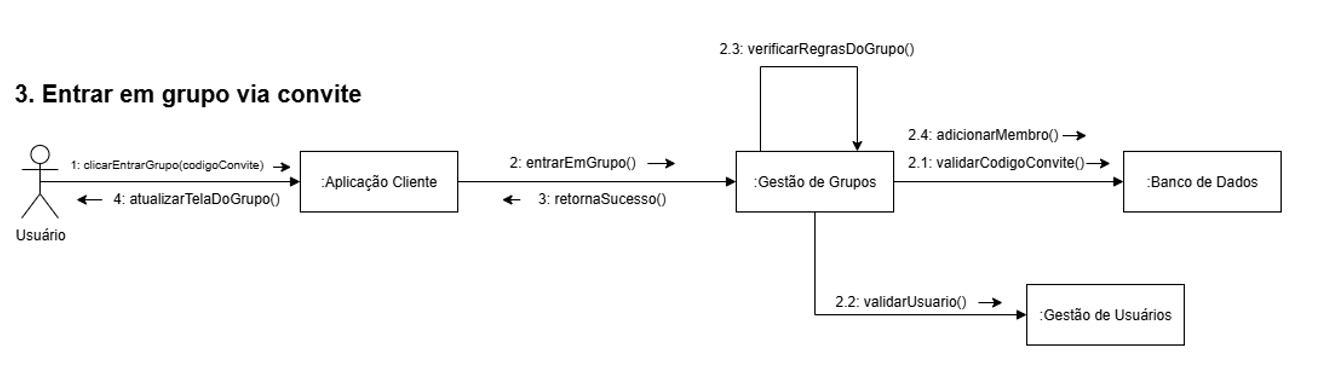 2.3: verificarRegrasDoGrupo()
3. Entrar em grupo via convite
2.4: adicionarMembro()
1: clicarEntrarGrupo(codigoConvite)
2: entrarEmGrupo()
2.1: validarCodigoConvite()
:Aplicação Cliente
:Gestão de Grupos
:Banco de Dados
4: atualizarTelaDoGrupo()
3: retornaSucesso()
Usuário
2.2: validarUsuario()
:Gestão de Usuários